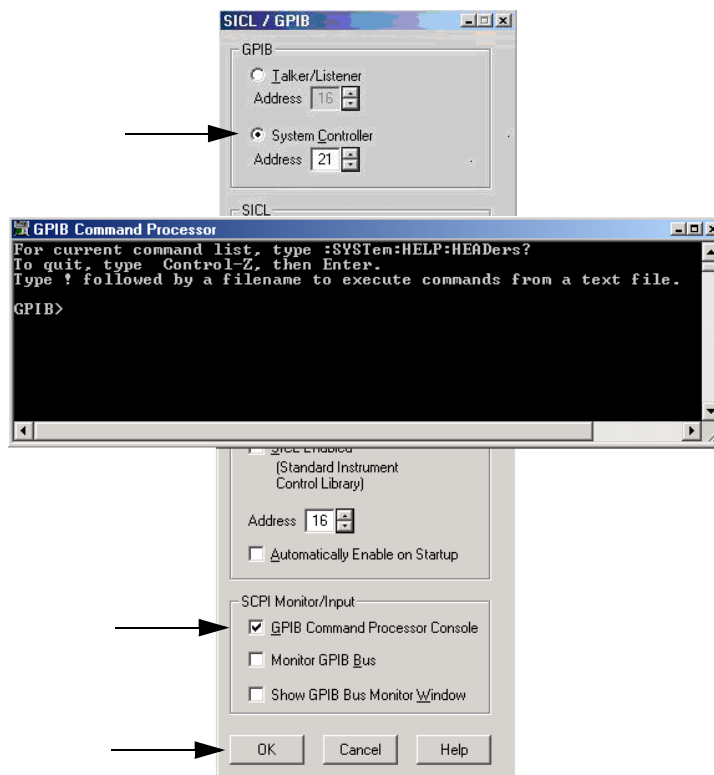 SICL / GPIB
GPIB
Talker/Listener
Address 16
System Controller
Address 21
SICL
GPIB Command Processor
For current command list, type :SYSTem:HELP:HEADers?
To quit, type  Control-Z, then Enter.
Type ! followed by a filename to execute commands from a text file.
GPIB>
SICL Enabled
(Standard Instrument
Control Library)
Address 16
Automatically Enable on Startup
SCPI Monitor/Input
GPIB Command Processor Console
Monitor GPIB Bus
Show GPIB Bus Monitor Window
OK Cancel Help